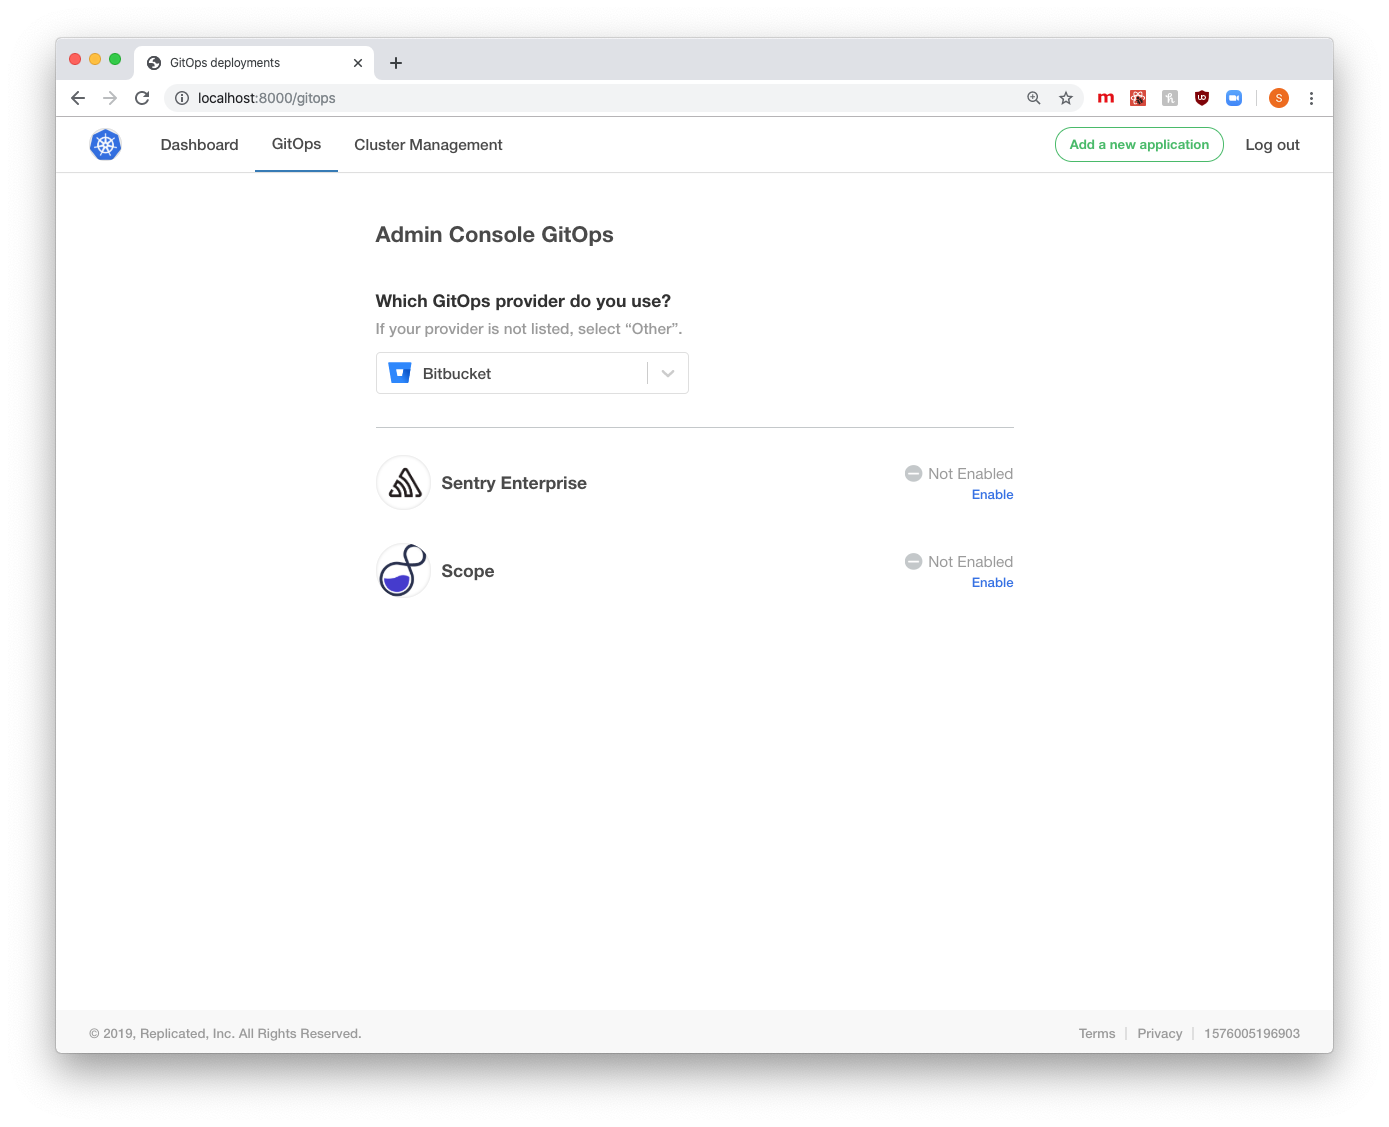 GitOps deployments
localhost:8000/gitops
m
UD
S
Dashboard
GitOps
Cluster Management
Add a new application
Log out
Admin Console GitOps
Which GitOps provider do you use?
If your provider is not listed, select “Other”.
Bitbucket
Sentry Enterprise
Not Enabled
Enable
Scope
Not Enabled
Enable
© 2019, Replicated, Inc. All Rights Reserved.
Terms
Privacy
1576005196903